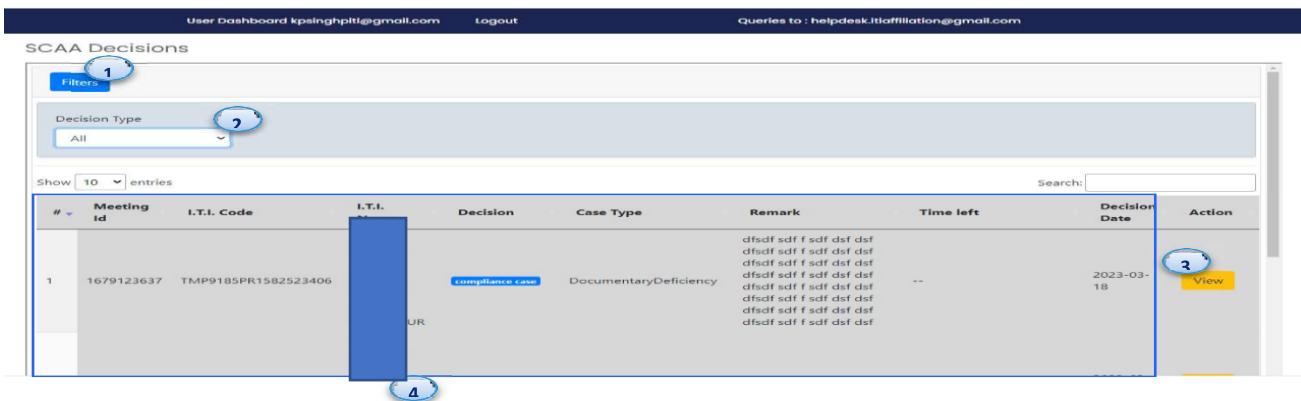 User Dashboard kpsinghplti@gmail.com Logout Queries to : helpdesk.itiaffiliation@gmail.com
SCAA Decisions
1
Filters
Decision Type
2
All
Show 10 entries Search:
# Meeting Id I.T.I. Code I.T.I. Decision Case Type Remark Time left Decision Date Action
dfsdf sdf f sdf dsf dsf
dfsdf sdf f sdf dsf dsf
dfsdf sdf f sdf dsf dsf
3
1 1679123637 TMP9185PR1582523406 compliance case DocumentaryDeficiency dfsdf sdf f sdf dsf dsf -- 2023-03-18 View
dfsdf sdf f sdf dsf dsf
dfsdf sdf f sdf dsf dsf
dfsdf sdf f sdf dsf dsf
UR dfsdf sdf f sdf dsf dsf
4